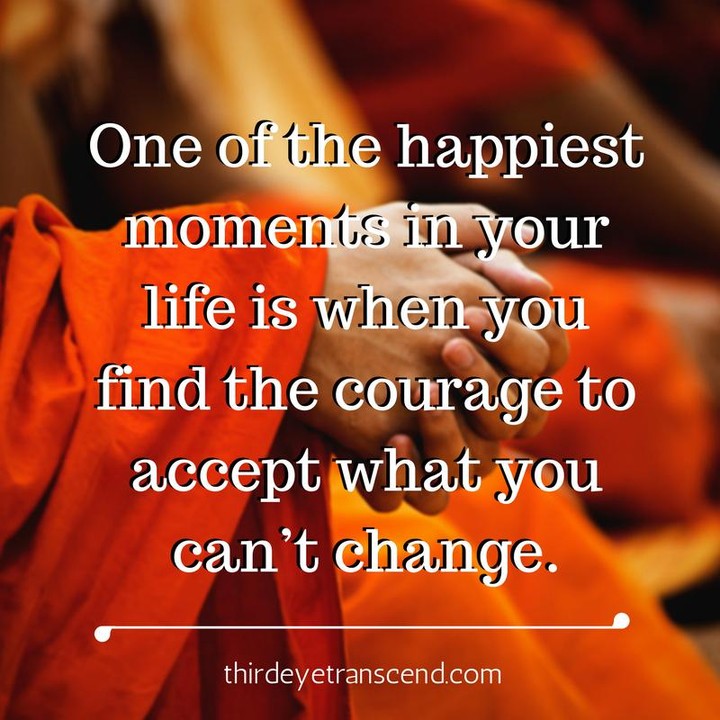 One of the happiest
moments in your
life is when you
find the courage to
accept what you
can't change.
thirdeyetranscend.com